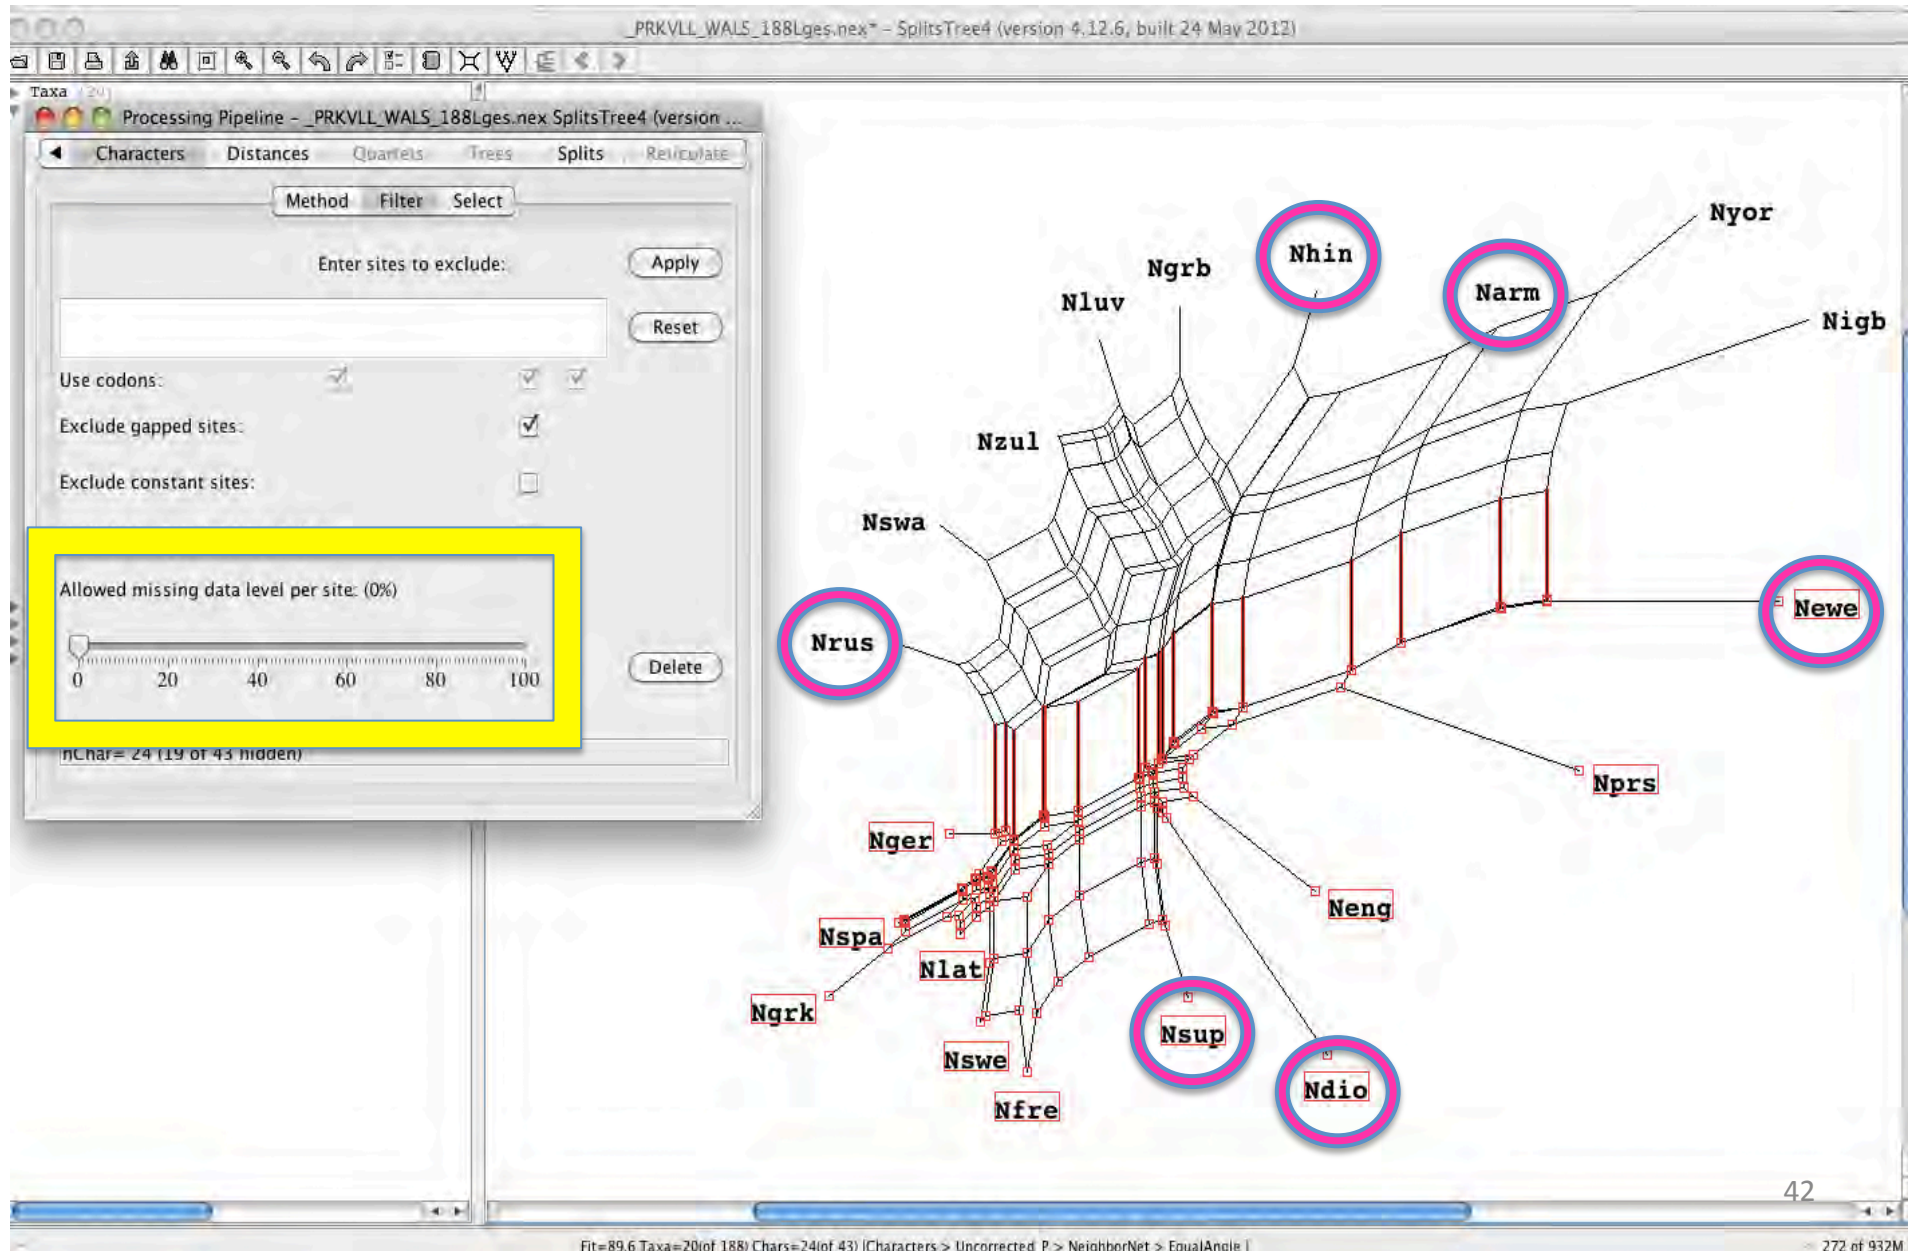 _PRKVLL_WALS_188Lges.nex* - SplitsTree4 (version 4.12.6, built 24 May 2012)
Taxa (20)
Processing Pipeline - _PRKVLL_WALS_188Lges.nex SplitsTree4 (version ...
Characters Distances Quartets Trees Splits Reticulate
Method Filter Select
Enter sites to exclude:
Apply
Reset
Use codons:
Exclude gapped sites:
Exclude constant sites:
Allowed missing data level per site: (0%)
0 20 40 60 80 100
Delete
nChar= 24 (19 of 43 hidden)
Nyor
Nhin
Ngrb
Narm
Nluv
Nigb
Nzul
Nswa
Newe
Nrus
Nprs
Nger
Neng
Nspa
Nlat
Ngrk
Nsup
Nswe
Ndio
Nfre
42
Fit=89.6 Taxa=20(of 188) Chars=24(of 43) [Characters > Uncorrected_P > NeighborNet > EqualAngle ]
272 of 932M